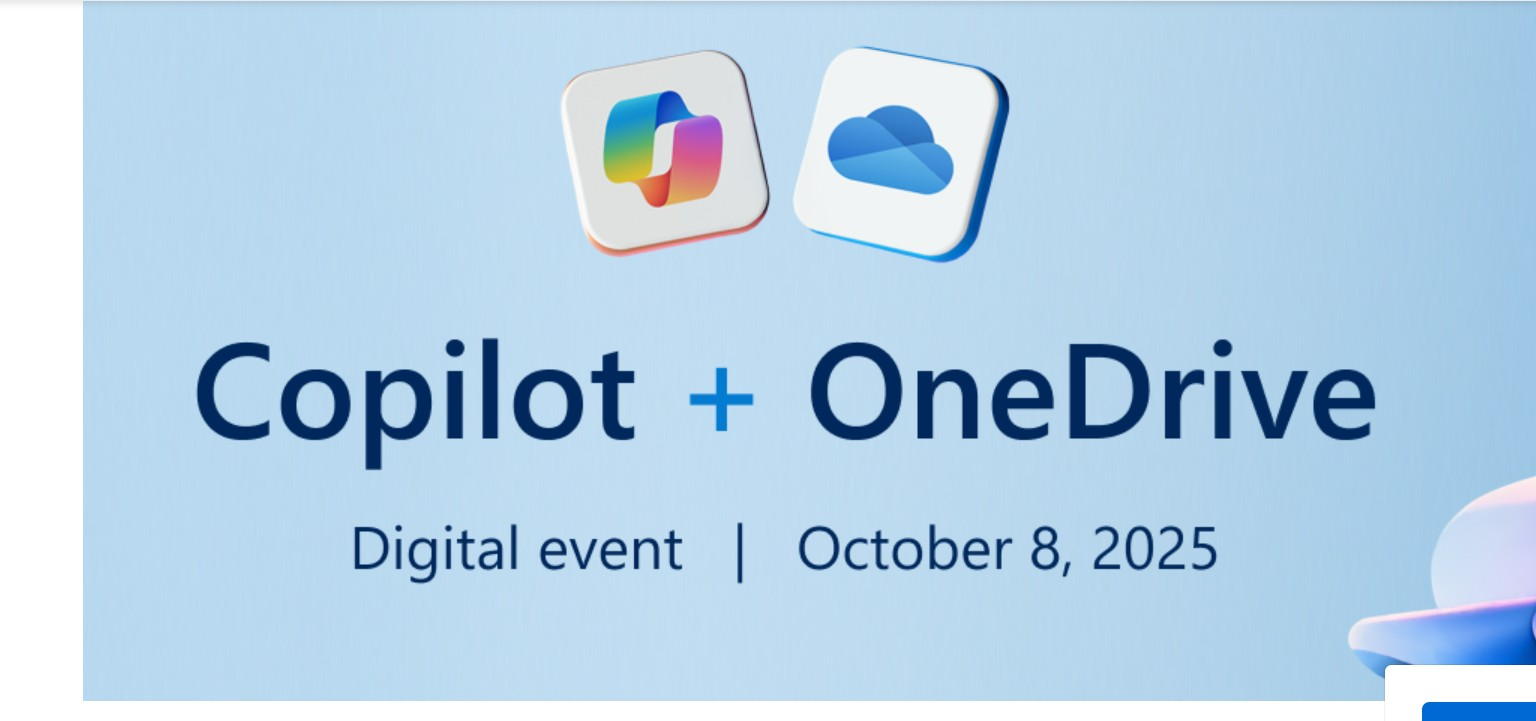 Copilot + OneDrive
Digital event | October 8, 2025